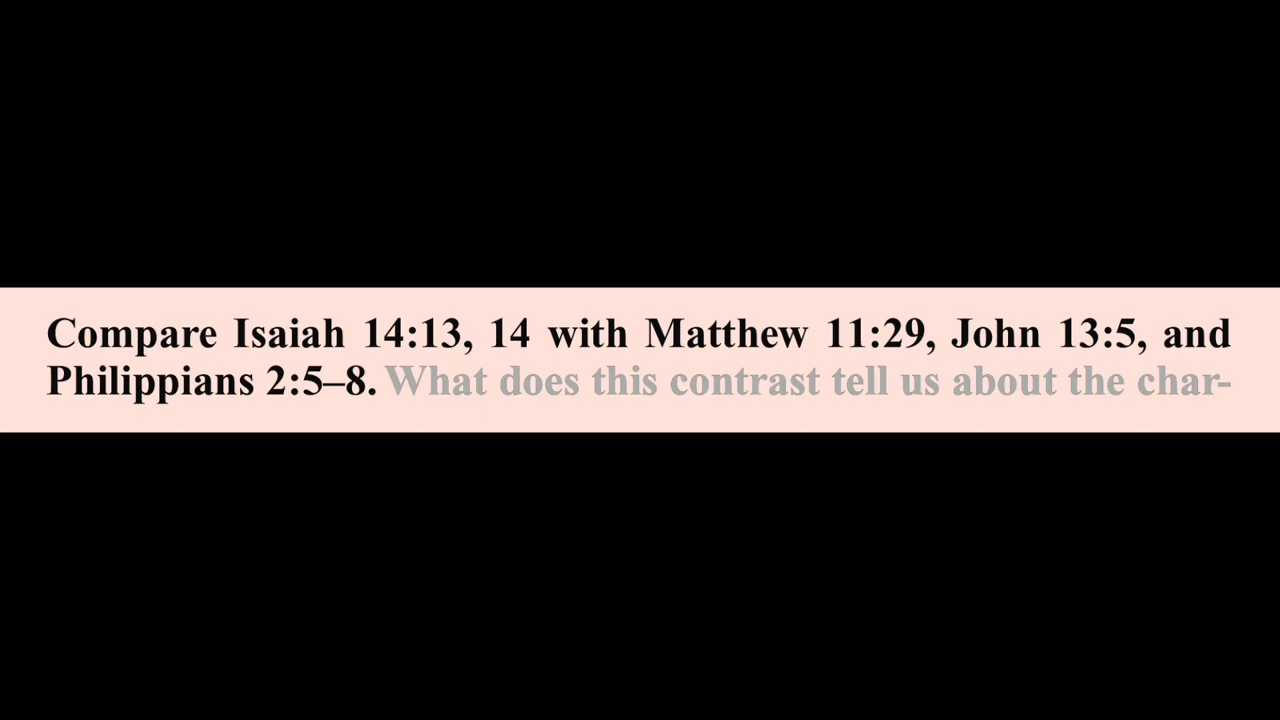 Compare Isaiah 14:13, 14 with Matthew 11:29, John 13:5, and
Philippians 2:5–8. What does this contrast tell us about the char-